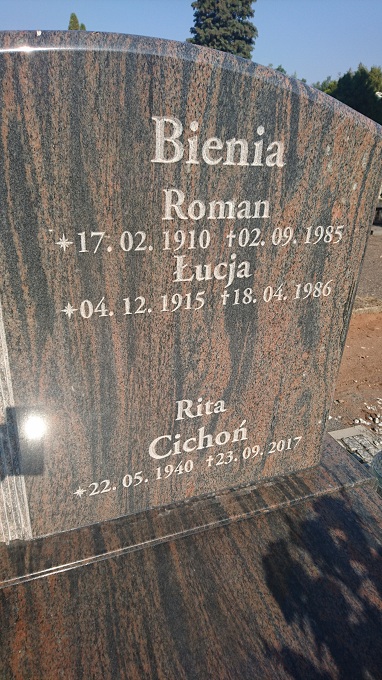 Bienia
Roman
*17. 02. 1910 †02. 09. 1985
Łucja
*04. 12. 1915 †18. 04. 1986
Rita
Cichoń
*22. 05. 1940 †23. 09. 2017